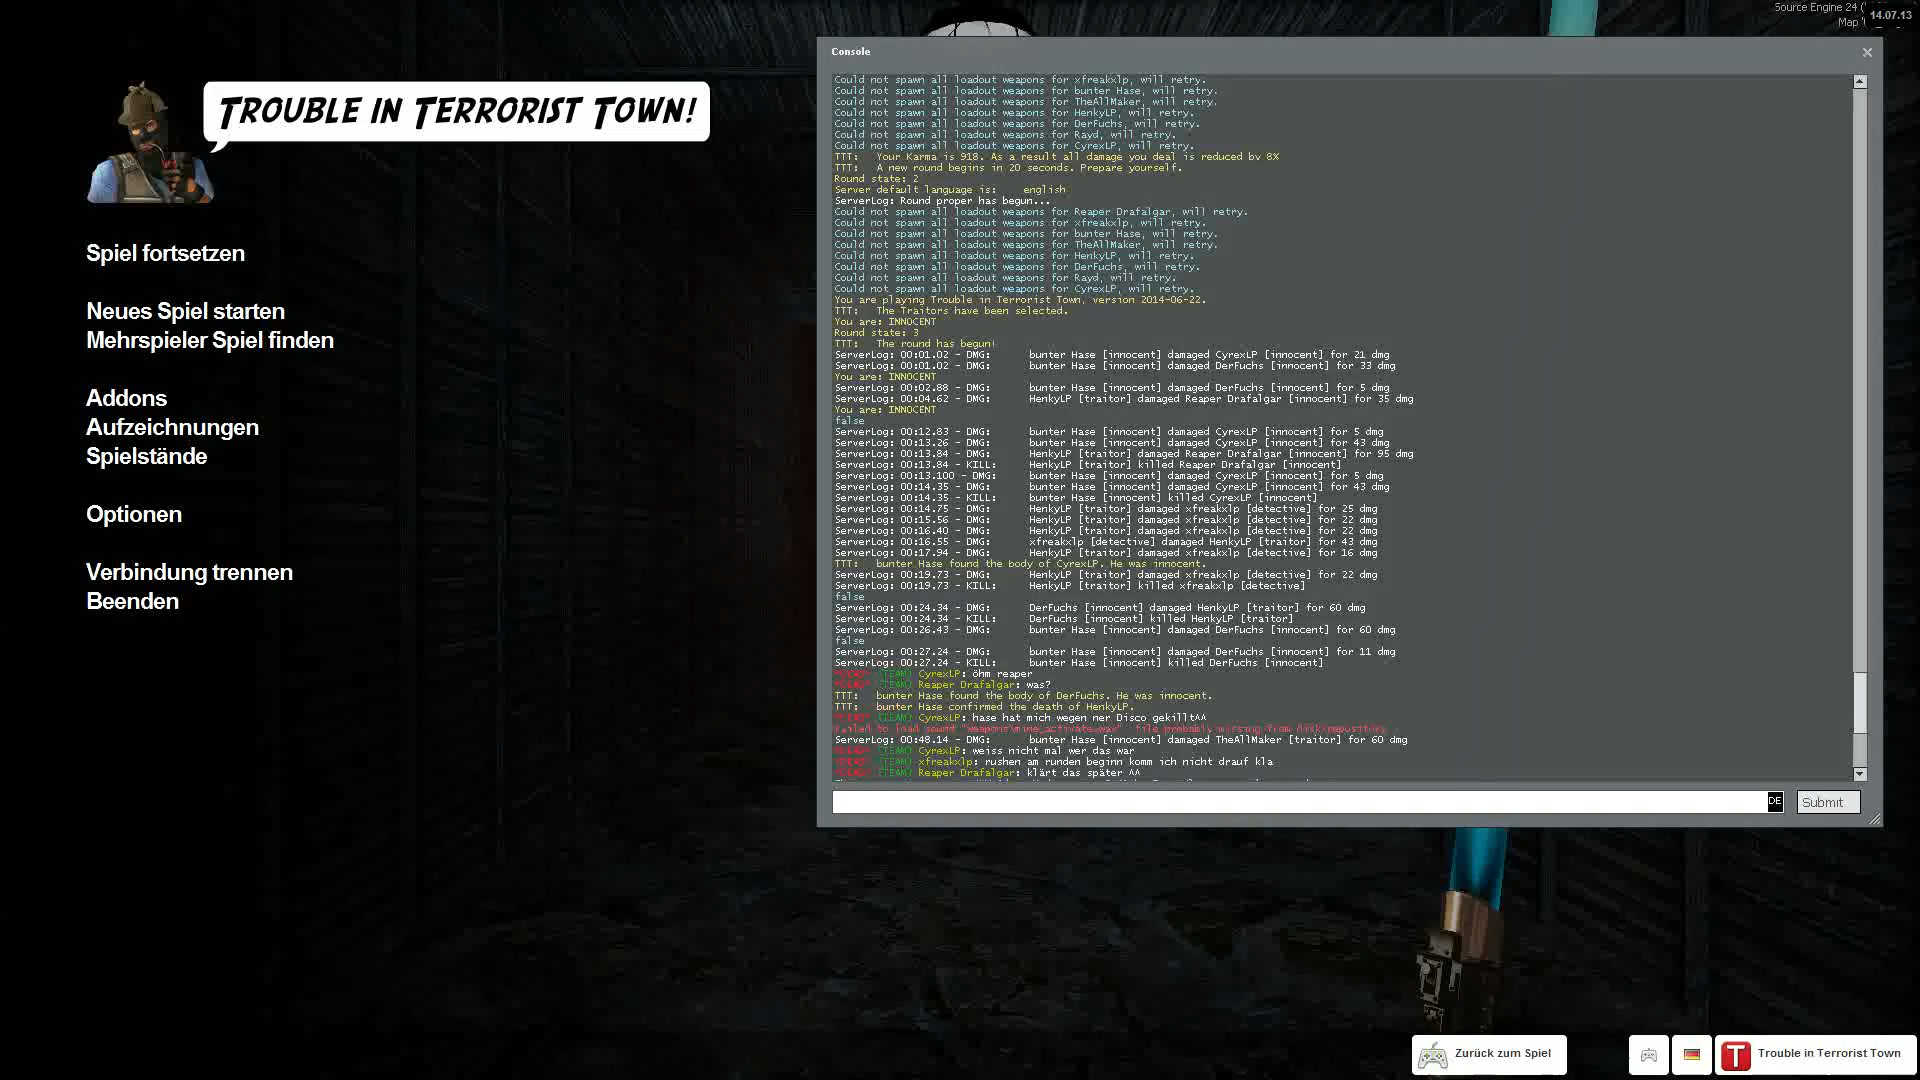 Source Engine 24 (
14.07.13
Map '
TROUBLE IN TERRORIST TOWN!
Spiel fortsetzen
Neues Spiel starten
Mehrspieler Spiel finden
Addons
Aufzeichnungen
Spielstände
Optionen
Verbindung trennen
Beenden
Console
Could not spawn all loadout weapons for xfreakxlp, will retry.
Could not spawn all loadout weapons for bunter Hase, will retry.
Could not spawn all loadout weapons for TheAllMaker, will retry.
Could not spawn all loadout weapons for HenkyLP, will retry.
Could not spawn all loadout weapons for DerFuchs, will retry.
Could not spawn all loadout weapons for Rayd, will retry.
Could not spawn all loadout weapons for CyrexLP, will retry.
TTT: Your Karma is 918. As a result all damage you deal is reduced by 8%
TTT: A new round begins in 20 seconds. Prepare yourself.
Round state: 2
Server default language is: english
ServerLog: Round proper has begun...
Could not spawn all loadout weapons for Reaper Drafalgar, will retry.
Could not spawn all loadout weapons for xfreakxlp, will retry.
Could not spawn all loadout weapons for bunter Hase, will retry.
Could not spawn all loadout weapons for TheAllMaker, will retry.
Could not spawn all loadout weapons for HenkyLP, will retry.
Could not spawn all loadout weapons for DerFuchs, will retry.
Could not spawn all loadout weapons for Rayd, will retry.
Could not spawn all loadout weapons for CyrexLP, will retry.
You are playing Trouble in Terrorist Town, version 2014-06-22.
TTT: The Traitors have been selected.
You are: INNOCENT
Round state: 3
TTT: The round has begun!
ServerLog: 00:01.02 - DMG: bunter Hase [innocent] damaged CyrexLP [innocent] for 21 dmg
ServerLog: 00:01.02 - DMG: bunter Hase [innocent] damaged DerFuchs [innocent] for 33 dmg
You are: INNOCENT
ServerLog: 00:02.88 - DMG: bunter Hase [innocent] damaged DerFuchs [innocent] for 5 dmg
ServerLog: 00:04.62 - DMG: HenkyLP [traitor] damaged Reaper Drafalgar [innocent] for 35 dmg
You are: INNOCENT
false
ServerLog: 00:12.83 - DMG: bunter Hase [innocent] damaged CyrexLP [innocent] for 5 dmg
ServerLog: 00:13.26 - DMG: bunter Hase [innocent] damaged CyrexLP [innocent] for 43 dmg
ServerLog: 00:13.84 - DMG: HenkyLP [traitor] damaged Reaper Drafalgar [innocent] for 95 dmg
ServerLog: 00:13.84 - KILL: HenkyLP [traitor] killed Reaper Drafalgar [innocent]
ServerLog: 00:13.100 - DMG: bunter Hase [innocent] damaged CyrexLP [innocent] for 5 dmg
ServerLog: 00:14.35 - DMG: bunter Hase [innocent] damaged CyrexLP [innocent] for 43 dmg
ServerLog: 00:14.35 - KILL: bunter Hase [innocent] killed CyrexLP [innocent]
ServerLog: 00:14.75 - DMG: HenkyLP [traitor] damaged xfreakxlp [detective] for 25 dmg
ServerLog: 00:15.56 - DMG: HenkyLP [traitor] damaged xfreakxlp [detective] for 22 dmg
ServerLog: 00:16.40 - DMG: HenkyLP [traitor] damaged xfreakxlp [detective] for 22 dmg
ServerLog: 00:16.55 - DMG: xfreakxlp [detective] damaged HenkyLP [traitor] for 43 dmg
ServerLog: 00:17.94 - DMG: HenkyLP [traitor] damaged xfreakxlp [detective] for 16 dmg
TTT: bunter Hase found the body of CyrexLP. He was innocent.
ServerLog: 00:19.73 - DMG: HenkyLP [traitor] damaged xfreakxlp [detective] for 22 dmg
ServerLog: 00:19.73 - KILL: HenkyLP [traitor] killed xfreakxlp [detective]
false
ServerLog: 00:24.34 - DMG: DerFuchs [innocent] damaged HenkyLP [traitor] for 60 dmg
ServerLog: 00:24.34 - KILL: DerFuchs [innocent] killed HenkyLP [traitor]
ServerLog: 00:26.43 - DMG: bunter Hase [innocent] damaged DerFuchs [innocent] for 60 dmg
false
ServerLog: 00:27.24 - DMG: bunter Hase [innocent] damaged DerFuchs [innocent] for 11 dmg
ServerLog: 00:27.24 - KILL: bunter Hase [innocent] killed DerFuchs [innocent]
*DEAD* (TEAM) CyrexLP: öhm reaper
*DEAD* (TEAM) Reaper Drafalgar: was?
TTT: bunter Hase found the body of DerFuchs. He was innocent.
TTT: bunter Hase confirmed the death of HenkyLP.
*DEAD* (TEAM) CyrexLP: hase hat mich wegen ner Disco gekillt^^
Failed to load sound "weapons\mine_activate.wav", file probably missing from disk/repository
ServerLog: 00:48.14 - DMG: bunter Hase [innocent] damaged TheAllMaker [traitor] for 60 dmg
*DEAD* (TEAM) CyrexLP: weiss nicht mal wer das war
*DEAD* (TEAM) xfreakxlp: rushen am runden beginn komm ich nicht drauf kla
*DEAD* (TEAM) Reaper Drafalgar: klärt das später ^^
DE
Submit
Zurück zum Spiel
T Trouble in Terrorist Town